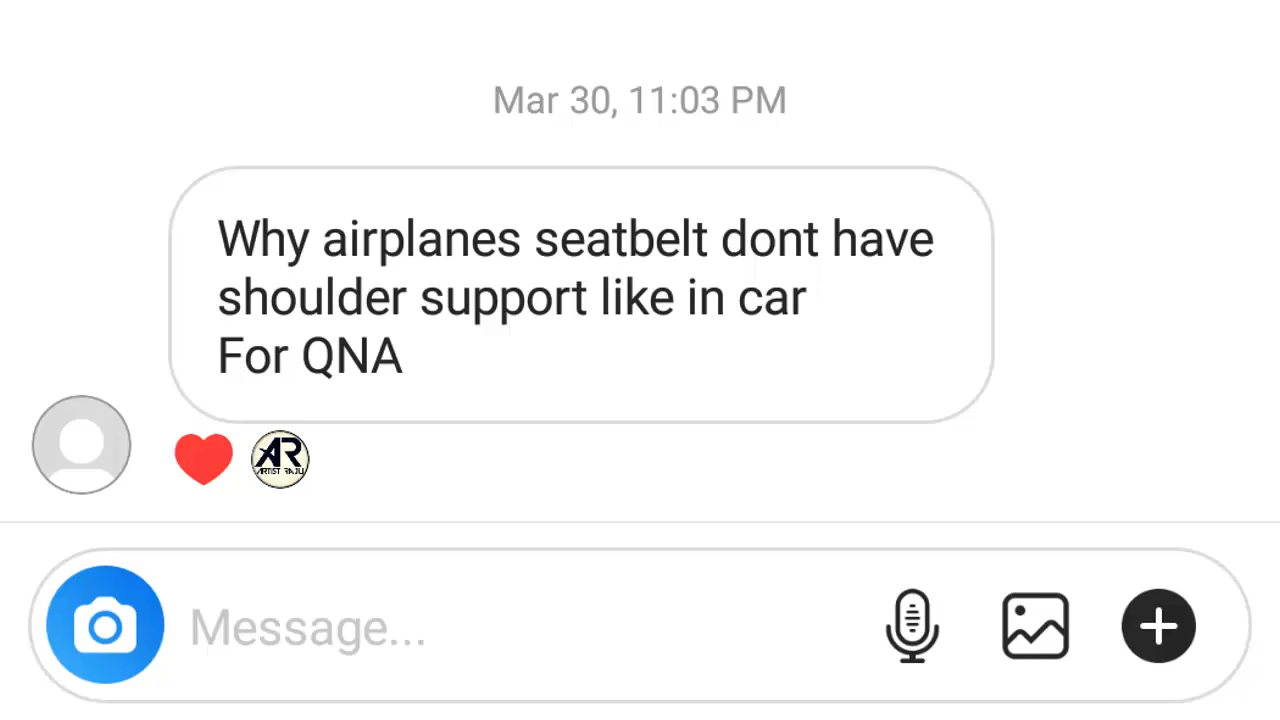 Mar 30, 11:03 PM
Why airplanes seatbelt dont have
shoulder support like in car
For QNA
AR
ARTIST RAJU
Message...